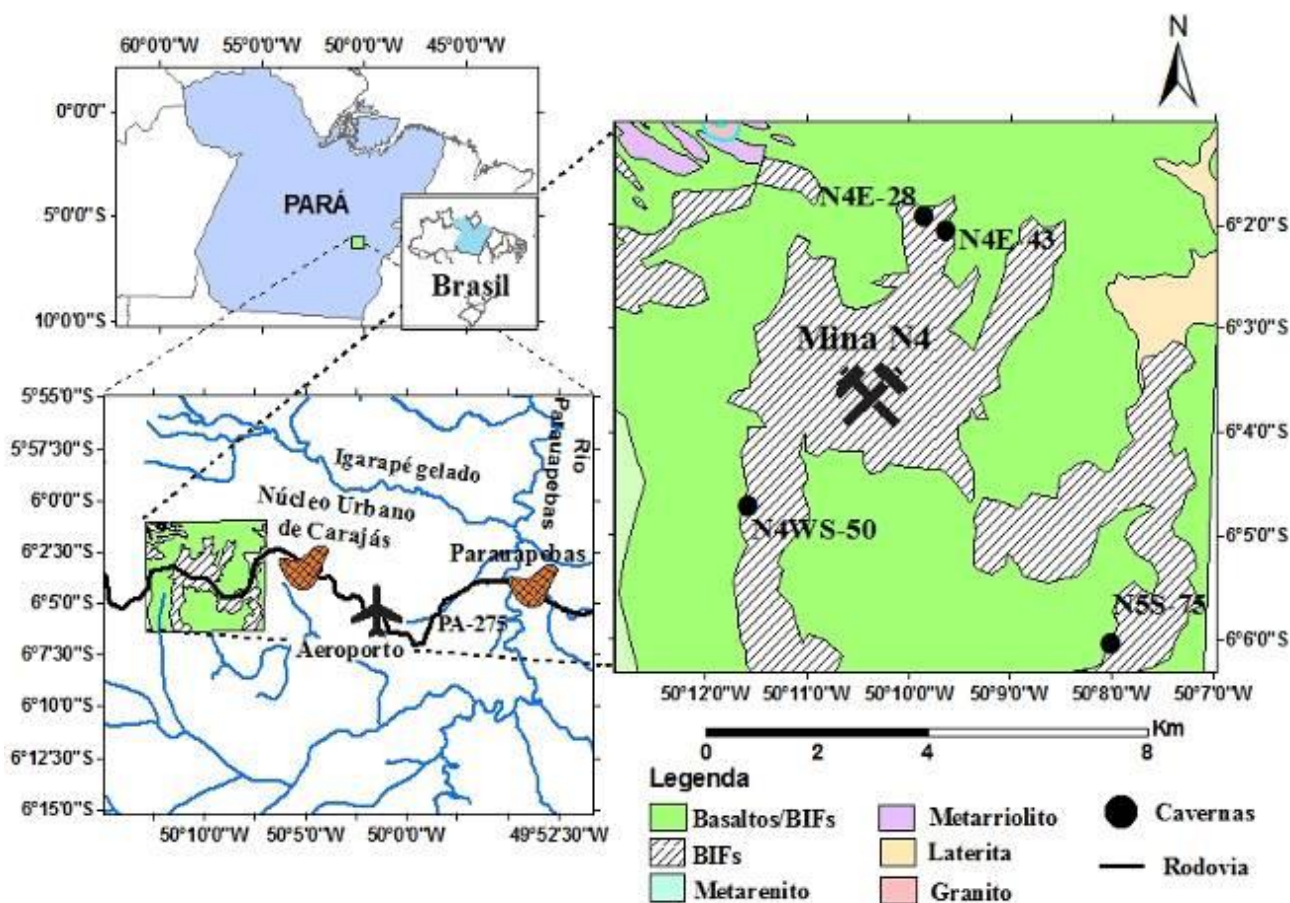 60°0'0"W 55°0'0"W 50°0'0"W 45°0'0"W
0°0'0"
5°0'0"S
10°0'0"S
PARÁ
Brasil
5°55'0"S
5°57'30"S
6°0'0"S
6°2'30"S
6°5'0"S
6°7'30"S
6°10'0"S
6°12'30"S
6°15'0"S
Igarapé gelado
Rio
Parauapebas
Núcleo Urbano
de Carajás
Parauapebas
PA-275
Aeroporto
50°10'0"W 50°5'0"W 50°0'0"W 49°52'30"W
N
N4E-28
N4E-43
Mina N4
N4WS-50
N5S-75
6°2'0"S
6°3'0"S
6°4'0"S
6°5'0"S
6°6'0"S
50°12'0"W 50°11'0"W 50°10'0"W 50°9'0"W 50°8'0"W 50°7'0"W
Km
0 2 4 8
Legenda
Basaltos/BIFs
BIFs
Metarenito
Metarriolito
Laterita
Granito
Cavernas
Rodovia